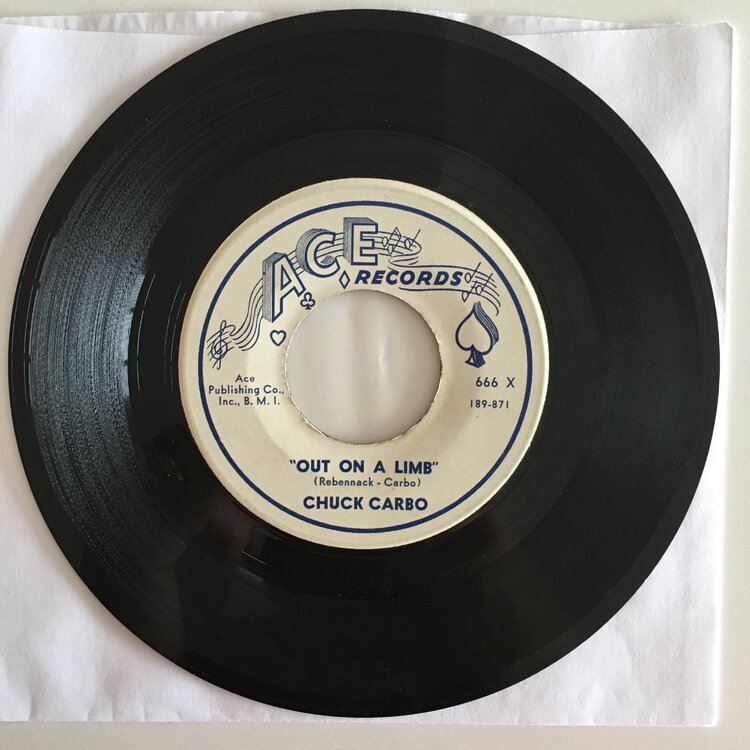 ACE
RECORDS
Ace
Publishing Co.,
Inc., B. M. I.
666 X
189-871
"OUT ON A LIMB"
(Rebennack - Carbo)
CHUCK CARBO